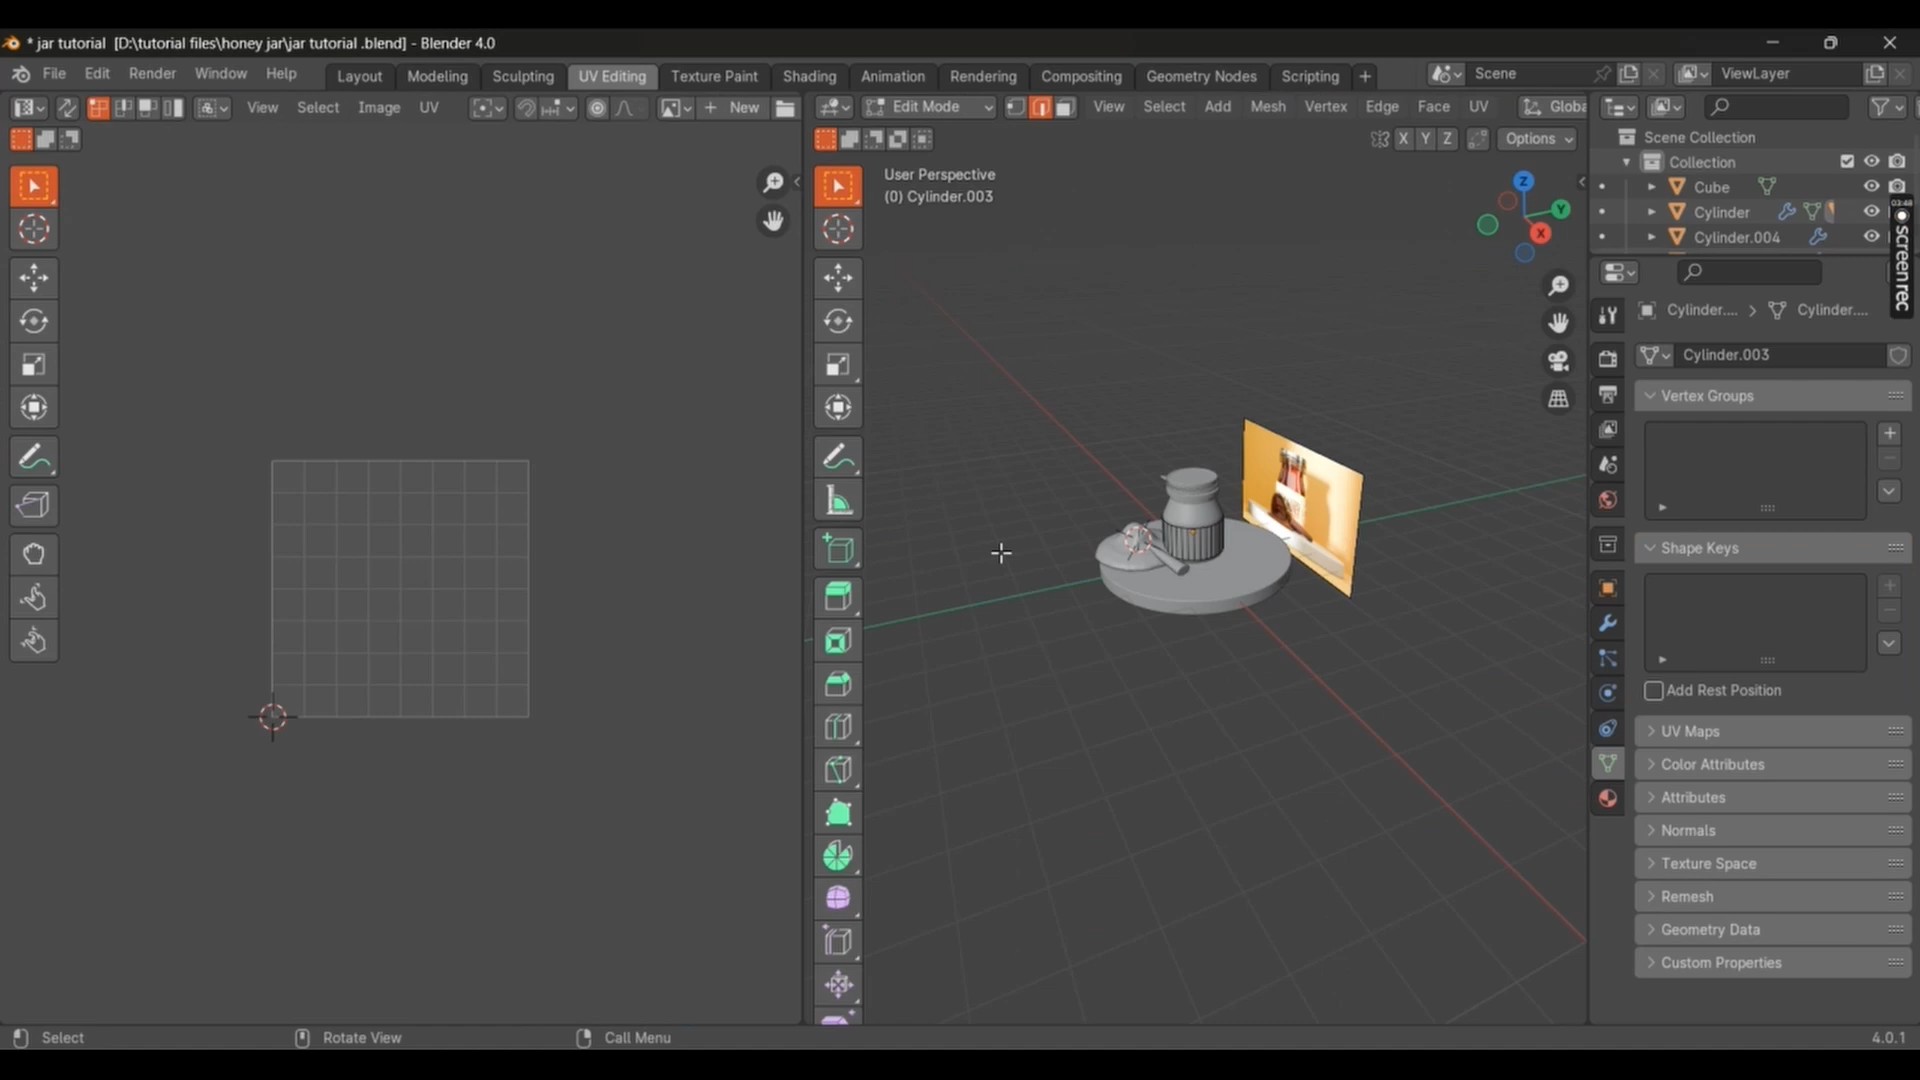 * jar tutorial [D:\tutorial files\honey jar\jar tutorial .blend] - Blender 4.0
File Edit Render Window Help
Layout Modeling Sculpting UV Editing Texture Paint Shading Animation Rendering Compositing Geometry Nodes Scripting +
Scene
ViewLayer
View Select Image UV
+ New
Edit Mode
View Select Add Mesh Vertex Edge Face UV
Globa
X Y Z
Options
User Perspective
(0) Cylinder.003
Z
Y
X
Scene Collection
Collection
Cube
Cylinder
Cylinder.004
03:48
screenrec
Cylinder.... > Cylinder....
Cylinder.003
Vertex Groups
Shape Keys
Add Rest Position
UV Maps
Color Attributes
Attributes
Normals
Texture Space
Remesh
Geometry Data
Custom Properties
Select
Rotate View
Call Menu
4.0.1